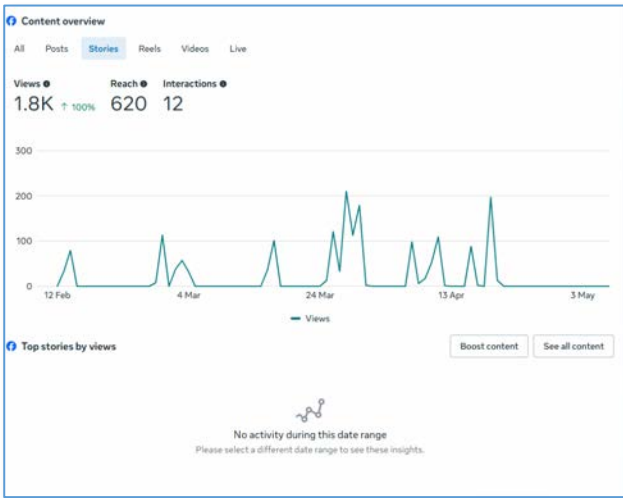 Content overview
All Posts Stories Reels Videos Live
Views Reach Interactions
1.8K ↑ 100% 620 12
300
200
100
0
12 Feb 4 Mar 24 Mar 13 Apr 3 May
Views
Top stories by views Boost content See all content
No activity during this date range
Please select a different date range to see these insights.